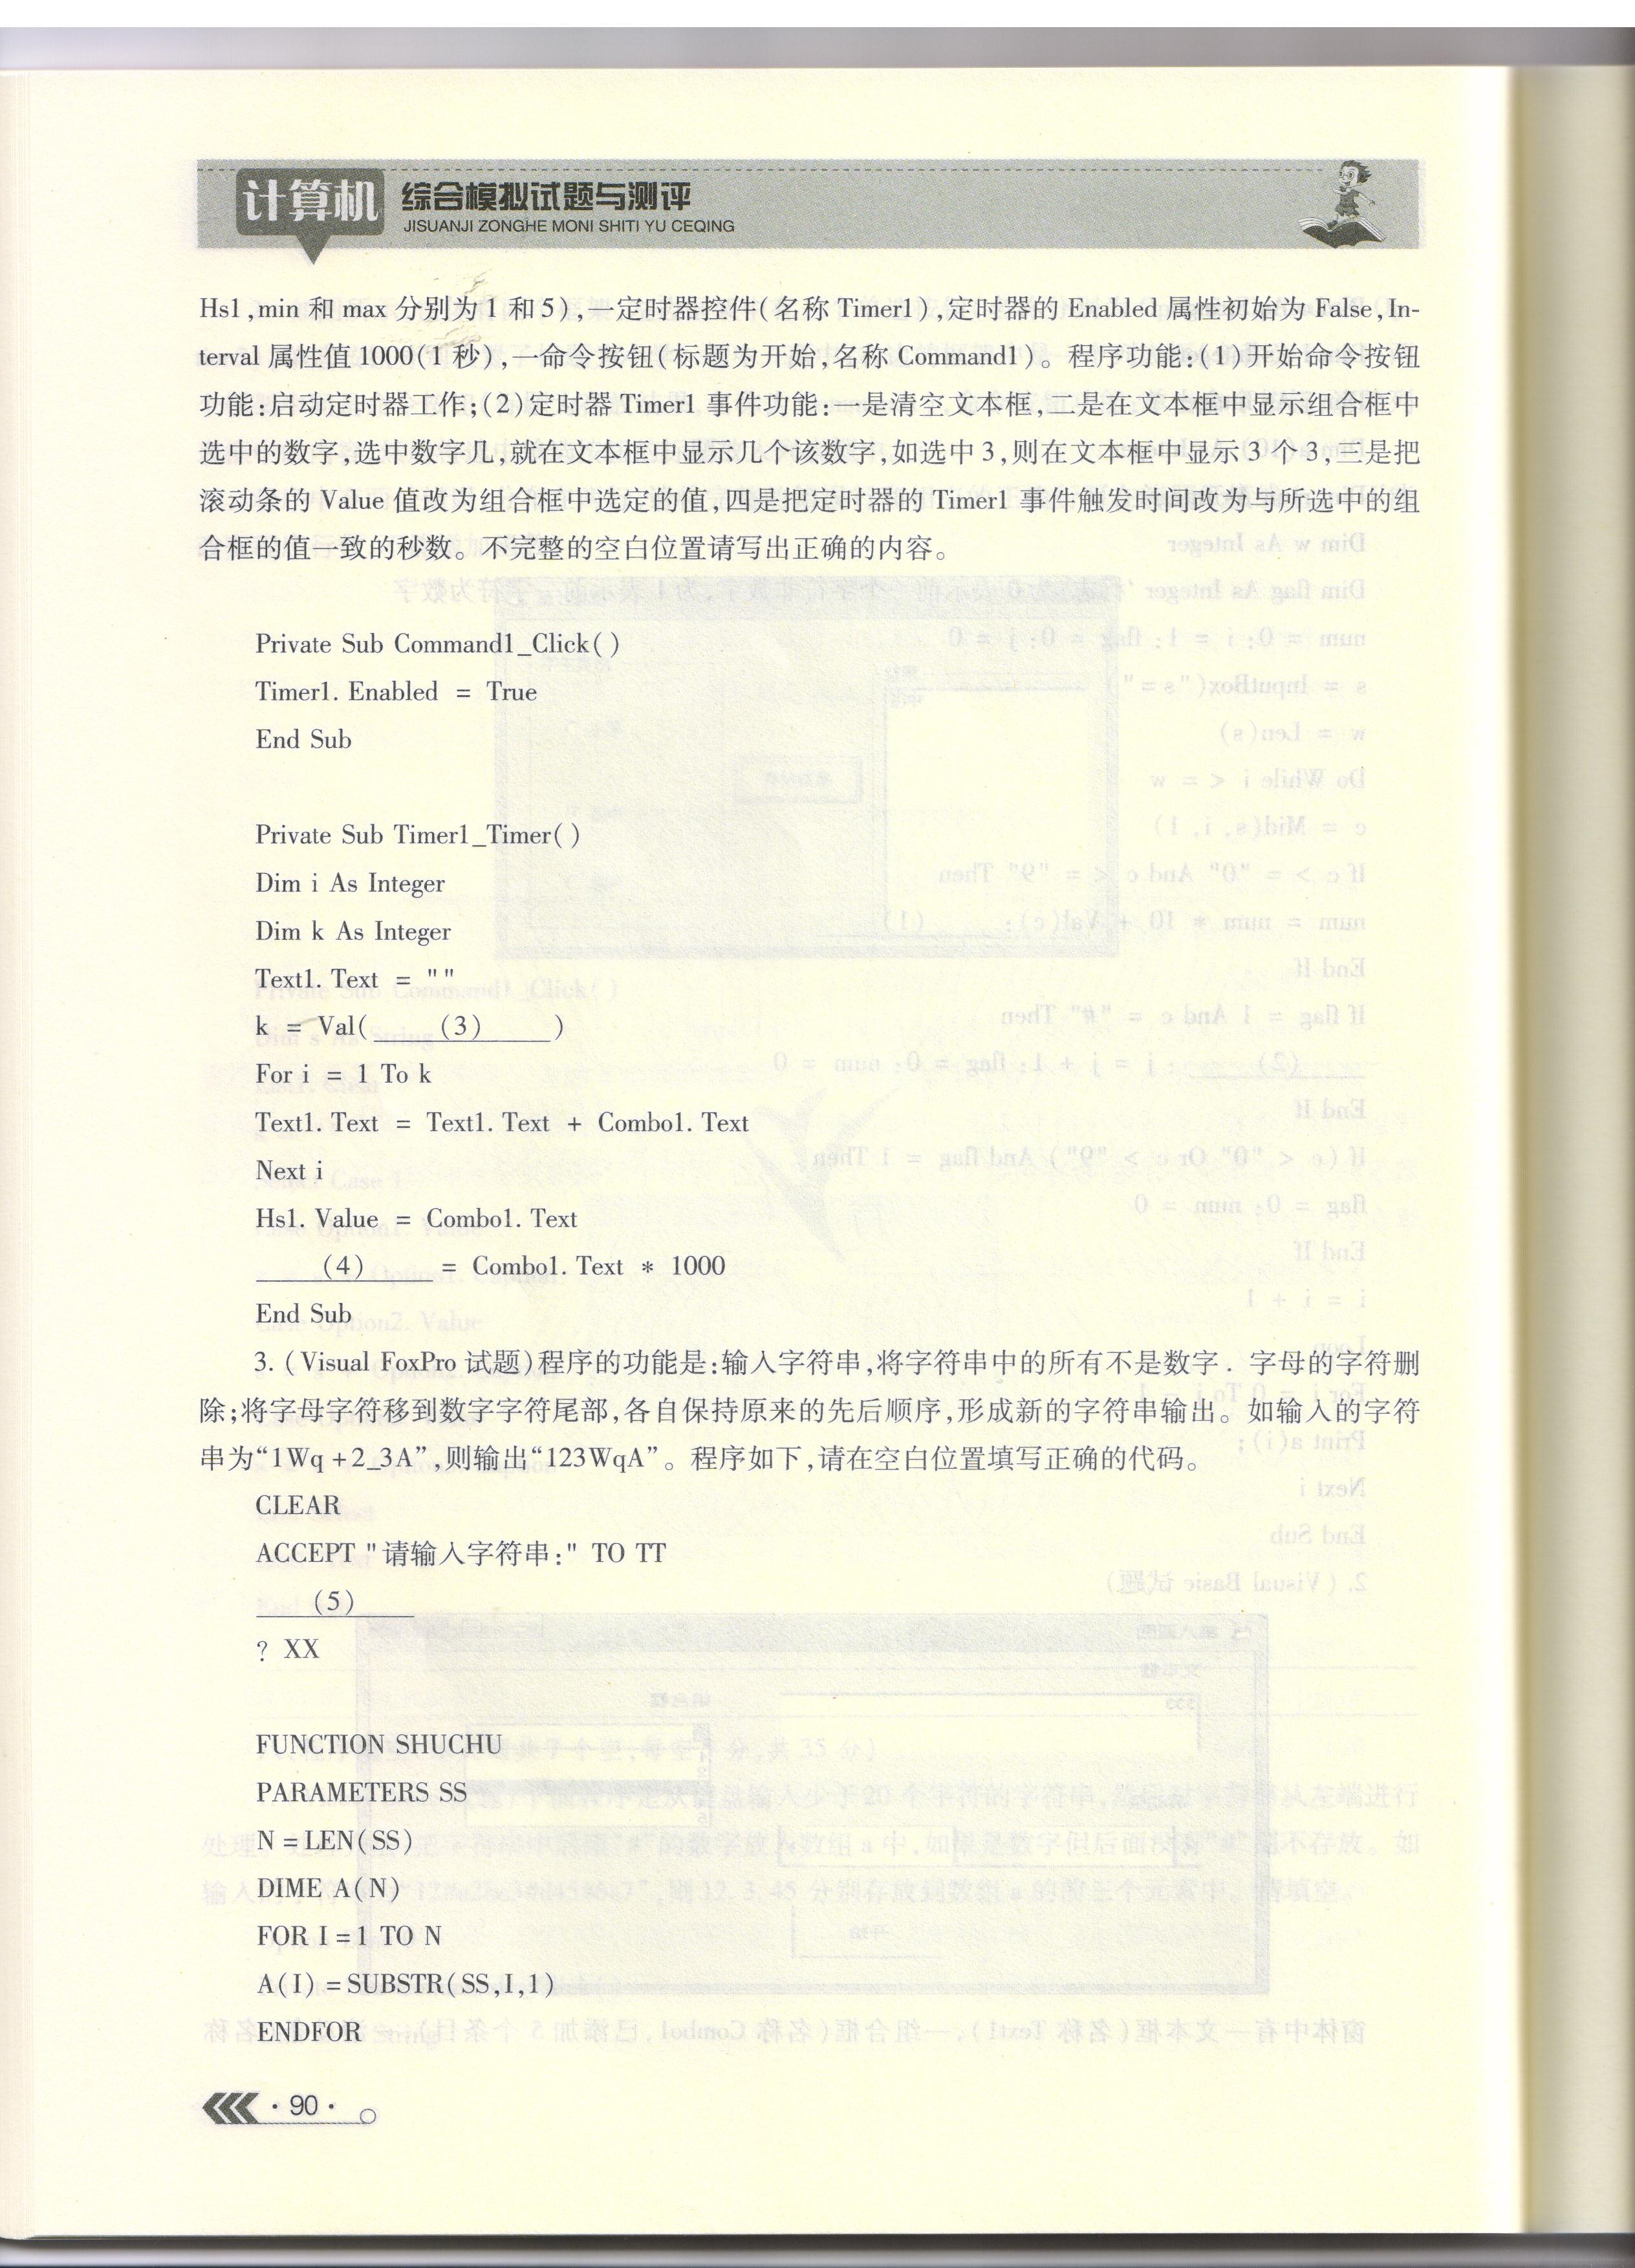 计算机 综合模拟试题与测评
JISUANJI ZONGHE MONI SHITI YU CEQING
Hs1,min 和 max 分别为 1 和 5),一定时器控件(名称 Timer1),定时器的 Enabled 属性初始为 False,In-
terval 属性值 1000(1 秒),一命令按钮(标题为开始,名称 Command1)。程序功能:(1)开始命令按钮
功能:启动定时器工作;(2)定时器 Timer1 事件功能:一是清空文本框,二是在文本框中显示组合框中
选中的数字,选中数字几,就在文本框中显示几个该数字,如选中 3,则在文本框中显示 3 个 3,三是把
滚动条的 Value 值改为组合框中选定的值,四是把定时器的 Timer1 事件触发时间改为与所选中的组
合框的值一致的秒数。不完整的空白位置请写出正确的内容。
Private Sub Command1_Click( )
Timer1. Enabled = True
End Sub
Private Sub Timer1_Timer( )
Dim i As Integer
Dim k As Integer
Text1. Text = ""
k = Val(____(3)____)
For i = 1 To k
Text1. Text = Text1. Text + Combo1. Text
Next i
Hs1. Value = Combo1. Text
____(4)____ = Combo1. Text * 1000
End Sub
3. (Visual FoxPro 试题)程序的功能是:输入字符串,将字符串中的所有不是数字. 字母的字符删
除;将字母字符移到数字字符尾部,各自保持原来的先后顺序,形成新的字符串输出。如输入的字符
串为“1Wq+2_3A”,则输出“123WqA”。程序如下,请在空白位置填写正确的代码。
CLEAR
ACCEPT "请输入字符串:" TO TT
____(5)____
? XX
FUNCTION SHUCHU
PARAMETERS SS
N=LEN(SS)
DIME A(N)
FOR I=1 TO N
A(I)=SUBSTR(SS,I,1)
ENDFOR
·90·